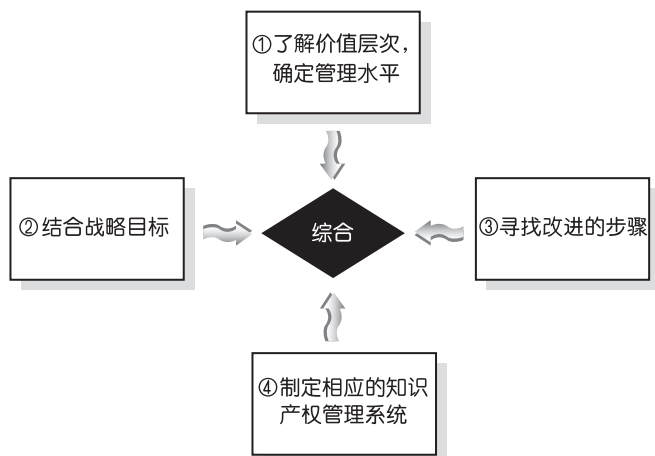 ①了解价值层次，
确定管理水平
②结合战略目标
综合
③寻找改进的步骤
④制定相应的知识
产权管理系统